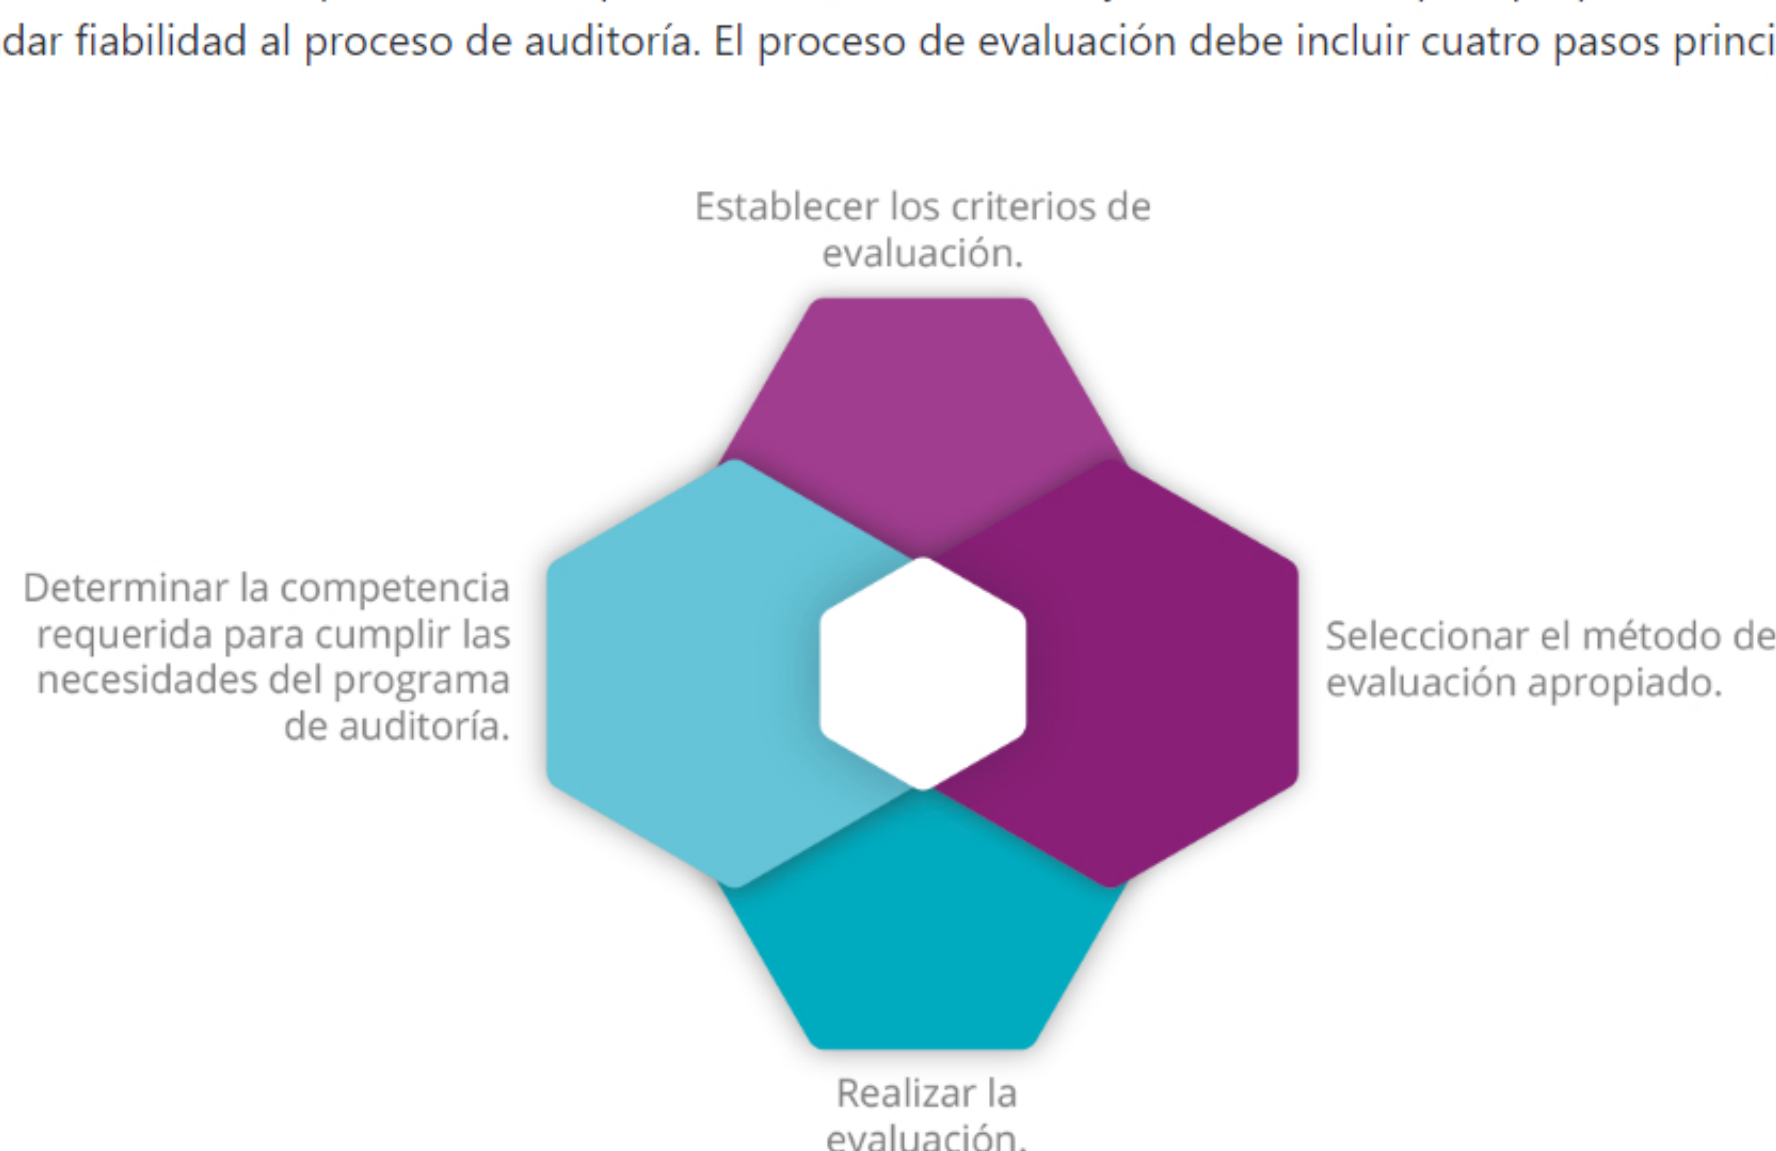 dar fiabilidad al proceso de auditoría. El proceso de evaluación debe incluir cuatro pasos princi
Establecer los criterios de
evaluación.
Determinar la competencia
requerida para cumplir las
necesidades del programa
de auditoría.
Seleccionar el método de
evaluación apropiado.
Realizar la
evaluación.